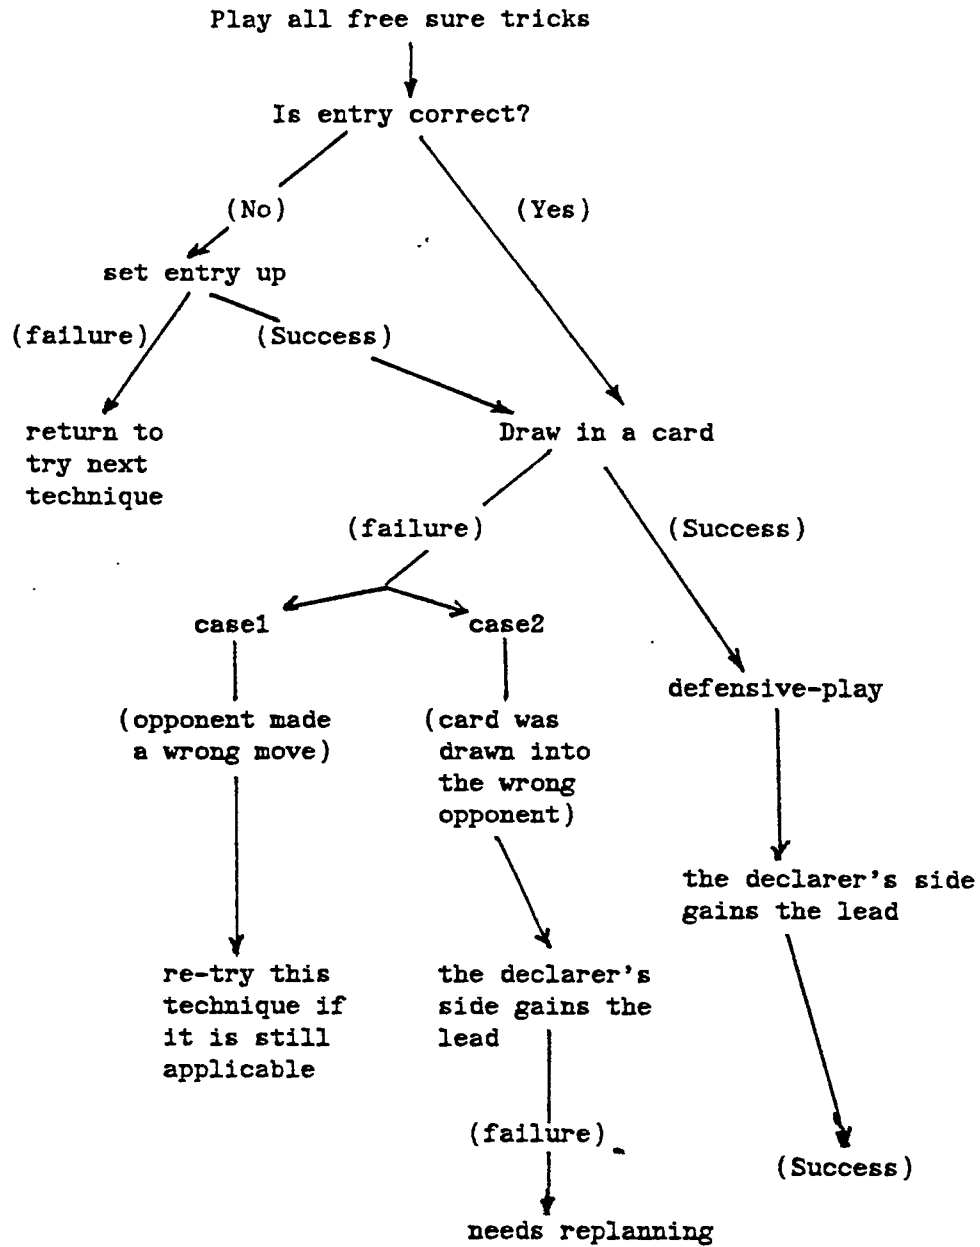 Play all free sure tricks
Is entry correct?
(No)
(Yes)
set entry up
(failure)
(Success)
return to
try next
technique
Draw in a card
(failure)
(Success)
case1
case2
defensive-play
(opponent made
a wrong move)
(card was
drawn into
the wrong
opponent)
the declarer's side
gains the lead
re-try this
technique if
it is still
applicable
the declarer's
side gains the
lead
(failure)
(Success)
needs replanning